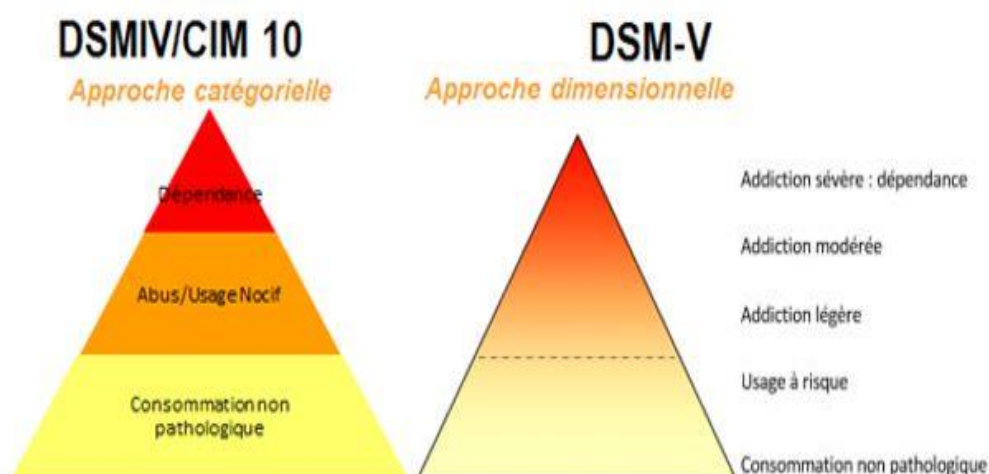 DSMIV/CIM 10
Approche catégorielle
Dépendance
Abus/Usage Nocif
Consommation non
pathologique
DSM-V
Approche dimensionnelle
Addiction sévère : dépendance
Addiction modérée
Addiction légère
Usage à risque
Consommation non pathologique